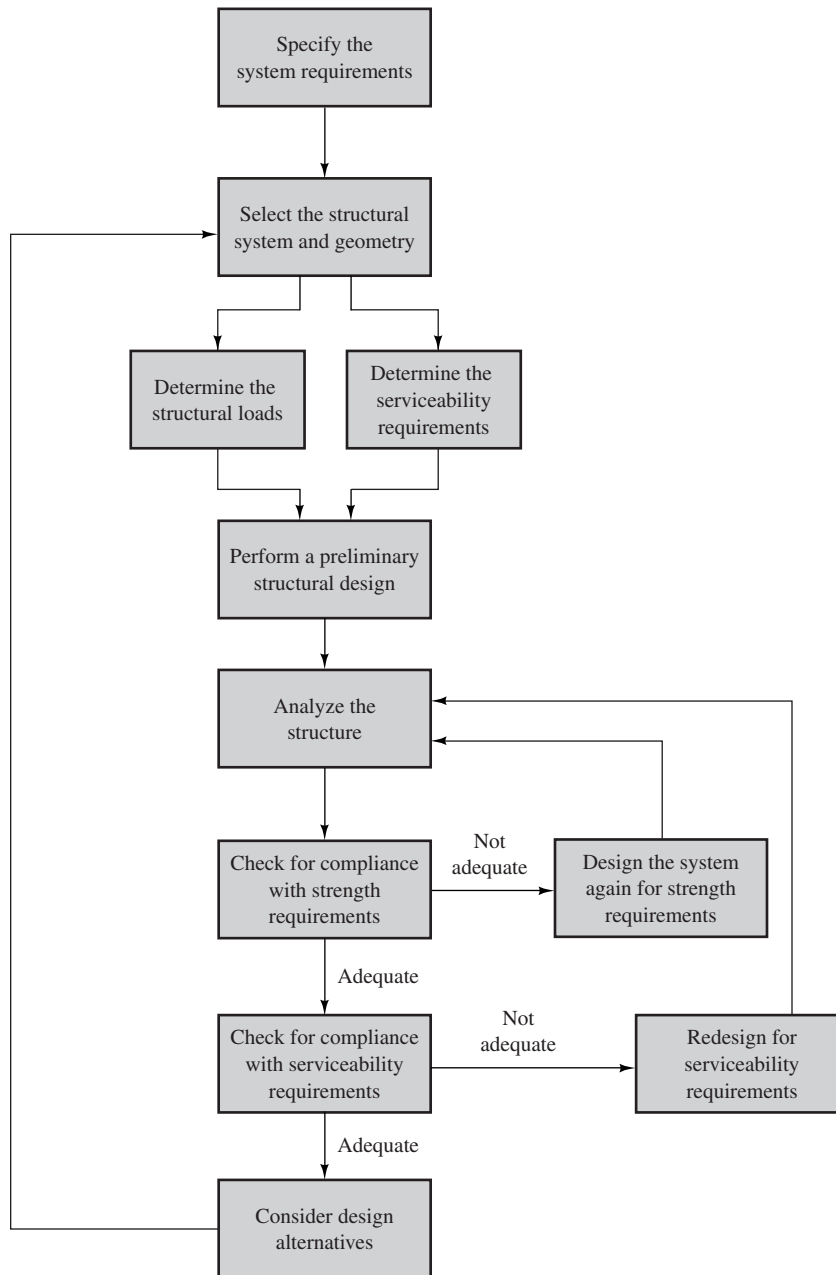 Specify the
system requirements
Select the structural
system and geometry
Determine the
structural loads
Determine the
serviceability
requirements
Perform a preliminary
structural design
Analyze the
structure
Check for compliance
with strength
requirements
Not
adequate
Design the system
again for strength
requirements
Adequate
Check for compliance
with serviceability
requirements
Not
adequate
Redesign for
serviceability
requirements
Adequate
Consider design
alternatives